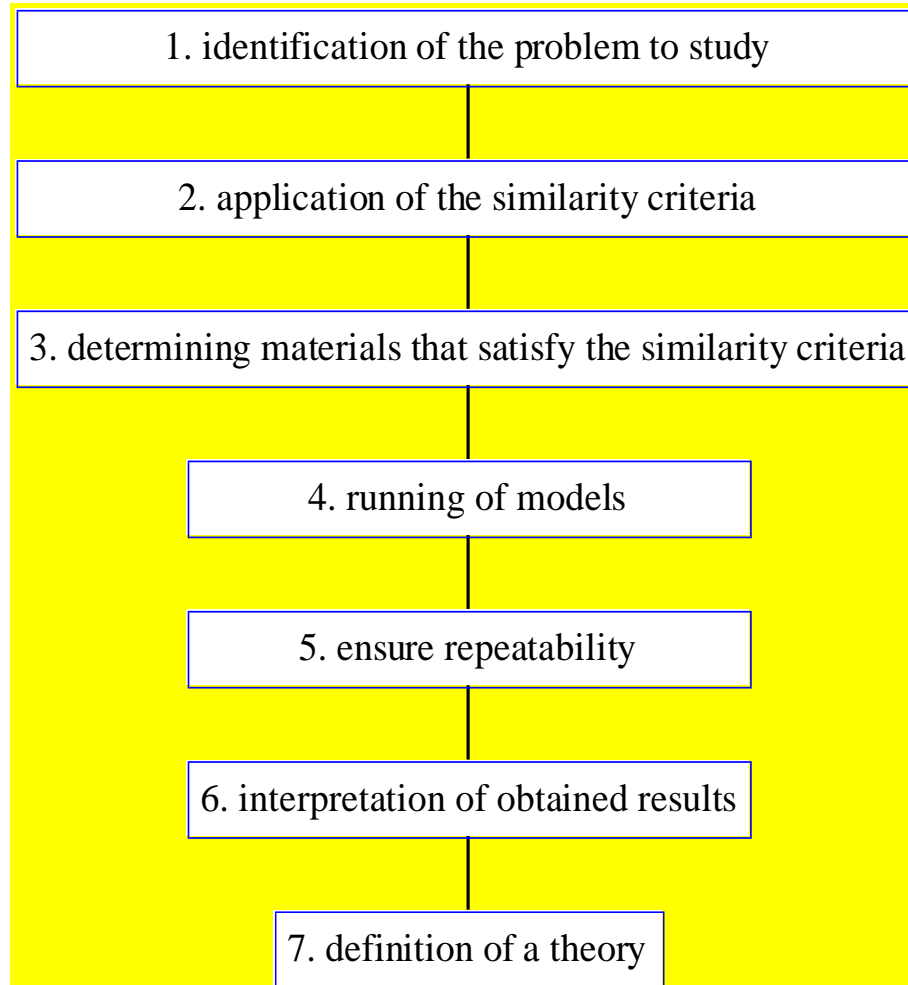 1. identification of the problem to study
2. application of the similarity criteria
3. determining materials that satisfy the similarity criteria
4. running of models
5. ensure repeatability
6. interpretation of obtained results
7. definition of a theory